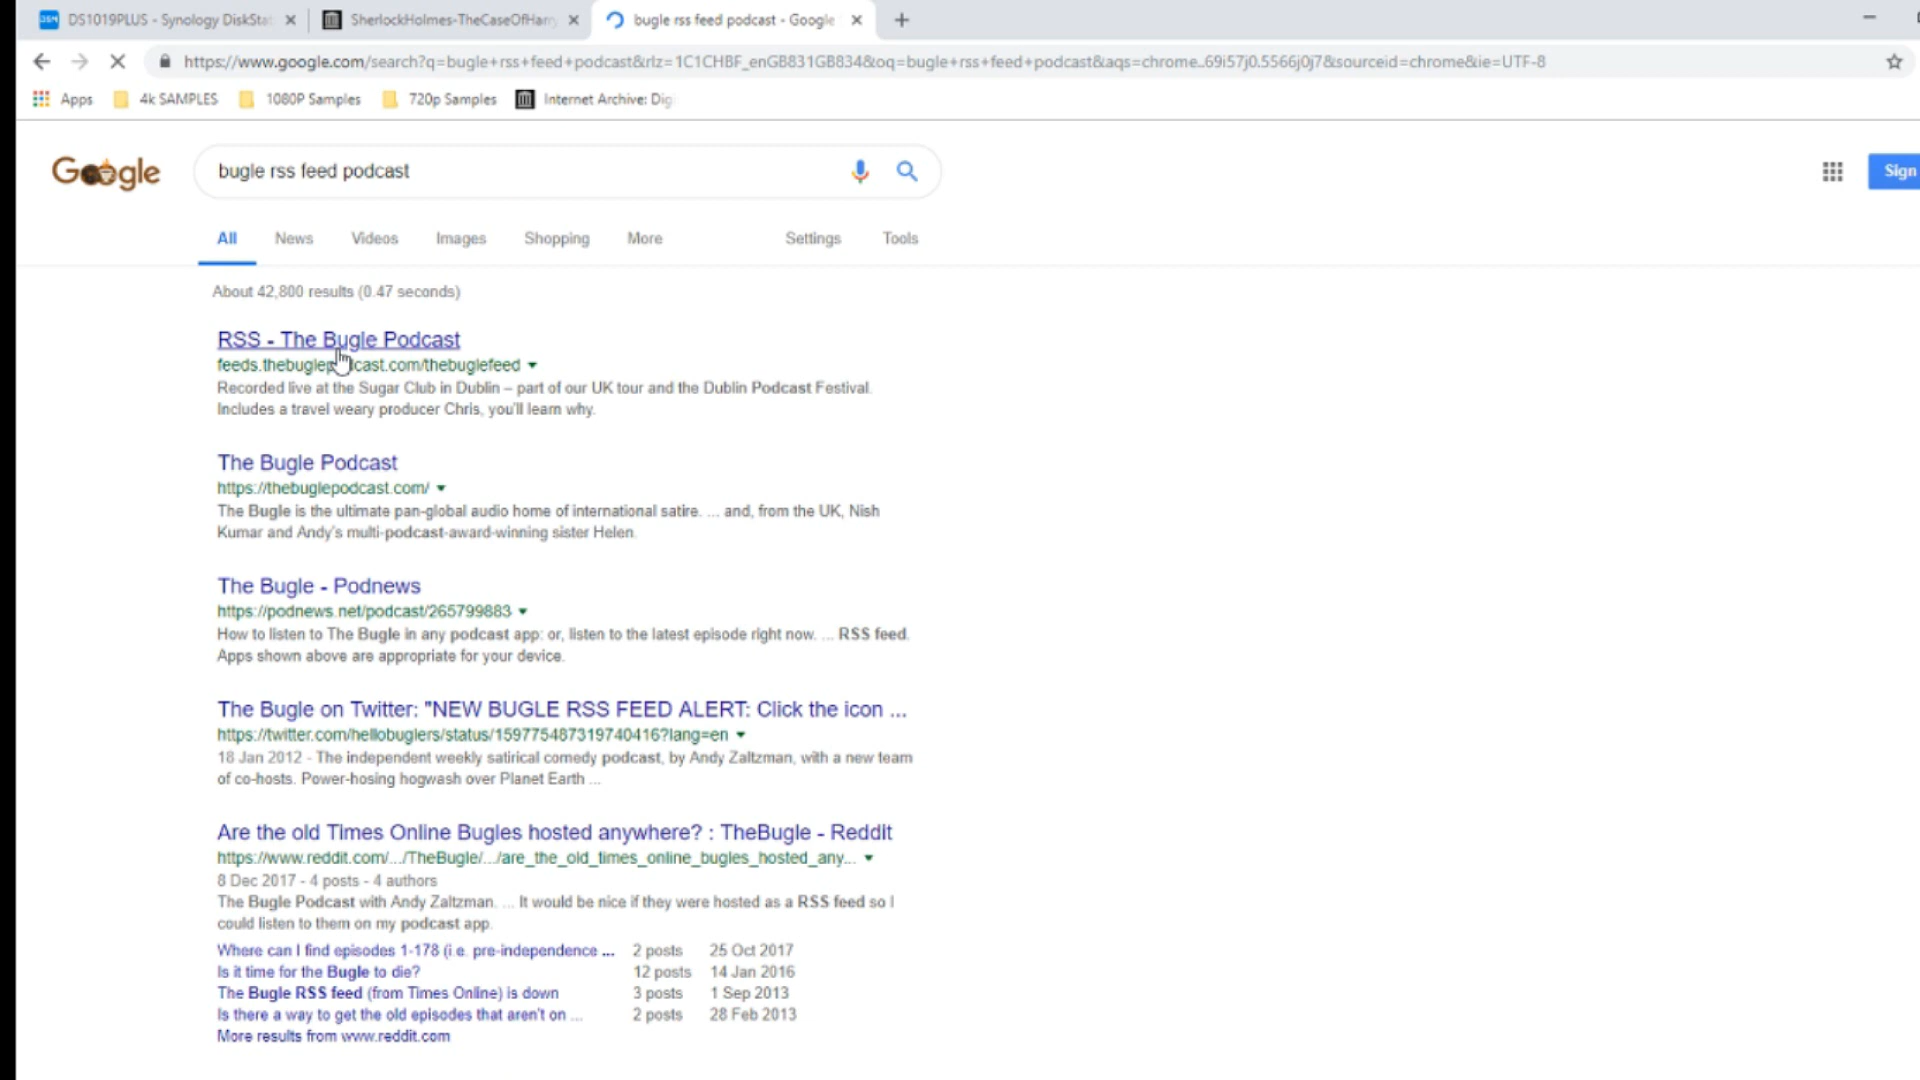 DS1019PLUS - Synology DiskSta
SherlockHolmes-TheCaseOfHarry
bugle rss feed podcast - Google
https://www.google.com/search?q=bugle+rss+feed+podcast&rlz=1C1CHBF_enGB831GB834&oq=bugle+rss+feed+podcast&aqs=chrome..69i57j0.5566j0j7&sourceid=chrome&ie=UTF-8
Apps
4k SAMPLES
1080P Samples
720p Samples
Internet Archive: Dig
Google
bugle rss feed podcast
Sign
All News Videos Images Shopping More Settings Tools
About 42,800 results (0.47 seconds)
RSS - The Bugle Podcast
feeds.thebuglepodcast.com/thebuglefeed
Recorded live at the Sugar Club in Dublin – part of our UK tour and the Dublin Podcast Festival.
Includes a travel weary producer Chris, you'll learn why.
The Bugle Podcast
https://thebuglepodcast.com/
The Bugle is the ultimate pan-global audio home of international satire. ... and, from the UK, Nish
Kumar and Andy's multi-podcast-award-winning sister Helen.
The Bugle - Podnews
https://podnews.net/podcast/265799883
How to listen to The Bugle in any podcast app: or, listen to the latest episode right now. ... RSS feed.
Apps shown above are appropriate for your device.
The Bugle on Twitter: "NEW BUGLE RSS FEED ALERT: Click the icon ...
https://twitter.com/hellobuglers/status/159775487319740416?lang=en
18 Jan 2012 - The independent weekly satirical comedy podcast, by Andy Zaltzman, with a new team
of co-hosts. Power-hosing hogwash over Planet Earth ...
Are the old Times Online Bugles hosted anywhere? : TheBugle - Reddit
https://www.reddit.com/.../TheBugle/.../are_the_old_times_online_bugles_hosted_any...
8 Dec 2017 - 4 posts - 4 authors
The Bugle Podcast with Andy Zaltzman. ... It would be nice if they were hosted as a RSS feed so I
could listen to them on my podcast app.
Where can I find episodes 1-178 (i.e. pre-independence ... 2 posts 25 Oct 2017
Is it time for the Bugle to die? 12 posts 14 Jan 2016
The Bugle RSS feed (from Times Online) is down 3 posts 1 Sep 2013
Is there a way to get the old episodes that aren't on ... 2 posts 28 Feb 2013
More results from www.reddit.com